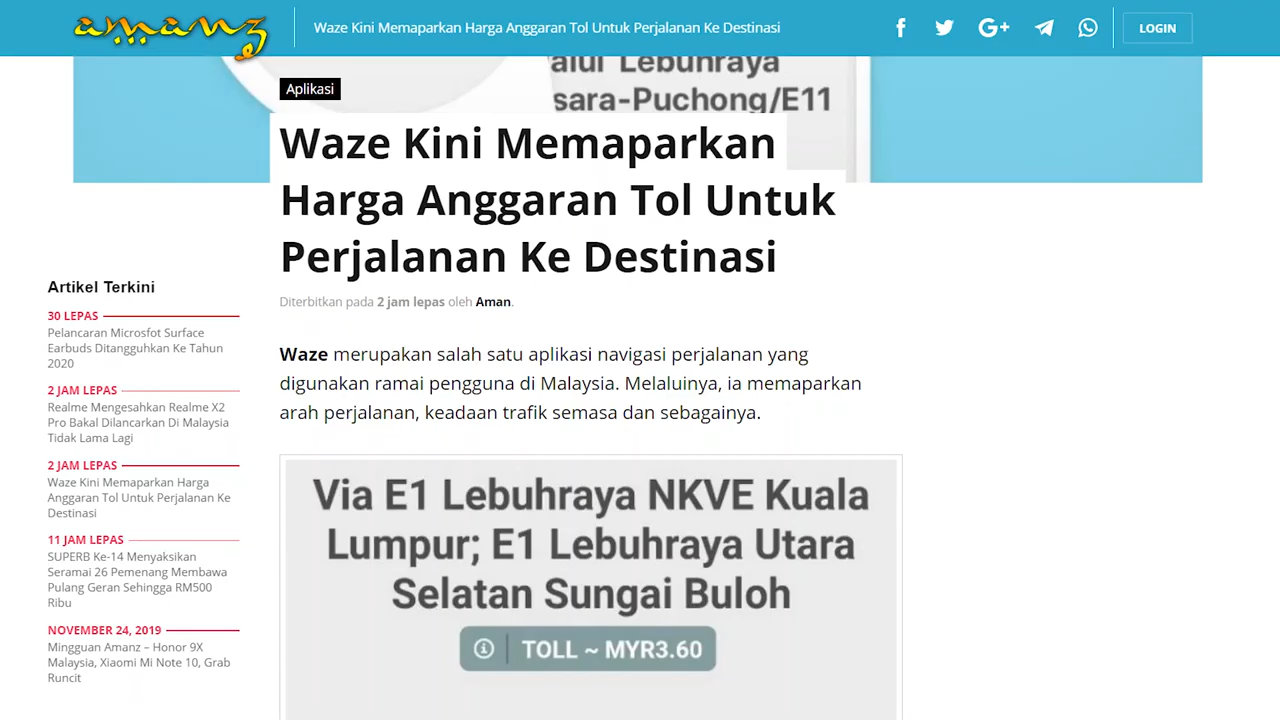 amanz
Waze Kini Memaparkan Harga Anggaran Tol Untuk Perjalanan Ke Destinasi
LOGIN
alui Lebuhraya
sara-Puchong/E11
Aplikasi
Waze Kini Memaparkan
Harga Anggaran Tol Untuk
Perjalanan Ke Destinasi
Diterbitkan pada 2 jam lepas oleh Aman.
Artikel Terkini
30 LEPAS
Pelancaran Microsfot Surface
Earbuds Ditangguhkan Ke Tahun
2020
2 JAM LEPAS
Realme Mengesahkan Realme X2
Pro Bakal Dilancarkan Di Malaysia
Tidak Lama Lagi
2 JAM LEPAS
Waze Kini Memaparkan Harga
Anggaran Tol Untuk Perjalanan Ke
Destinasi
11 JAM LEPAS
SUPERB Ke-14 Menyaksikan
Seramai 26 Pemenang Membawa
Pulang Geran Sehingga RM500
Ribu
NOVEMBER 24, 2019
Mingguan Amanz – Honor 9X
Malaysia, Xiaomi Mi Note 10, Grab
Runcit
Waze merupakan salah satu aplikasi navigasi perjalanan yang
digunakan ramai pengguna di Malaysia. Melaluinya, ia memaparkan
arah perjalanan, keadaan trafik semasa dan sebagainya.
Via E1 Lebuhraya NKVE Kuala
Lumpur; E1 Lebuhraya Utara
Selatan Sungai Buloh
TOLL ~ MYR3.60